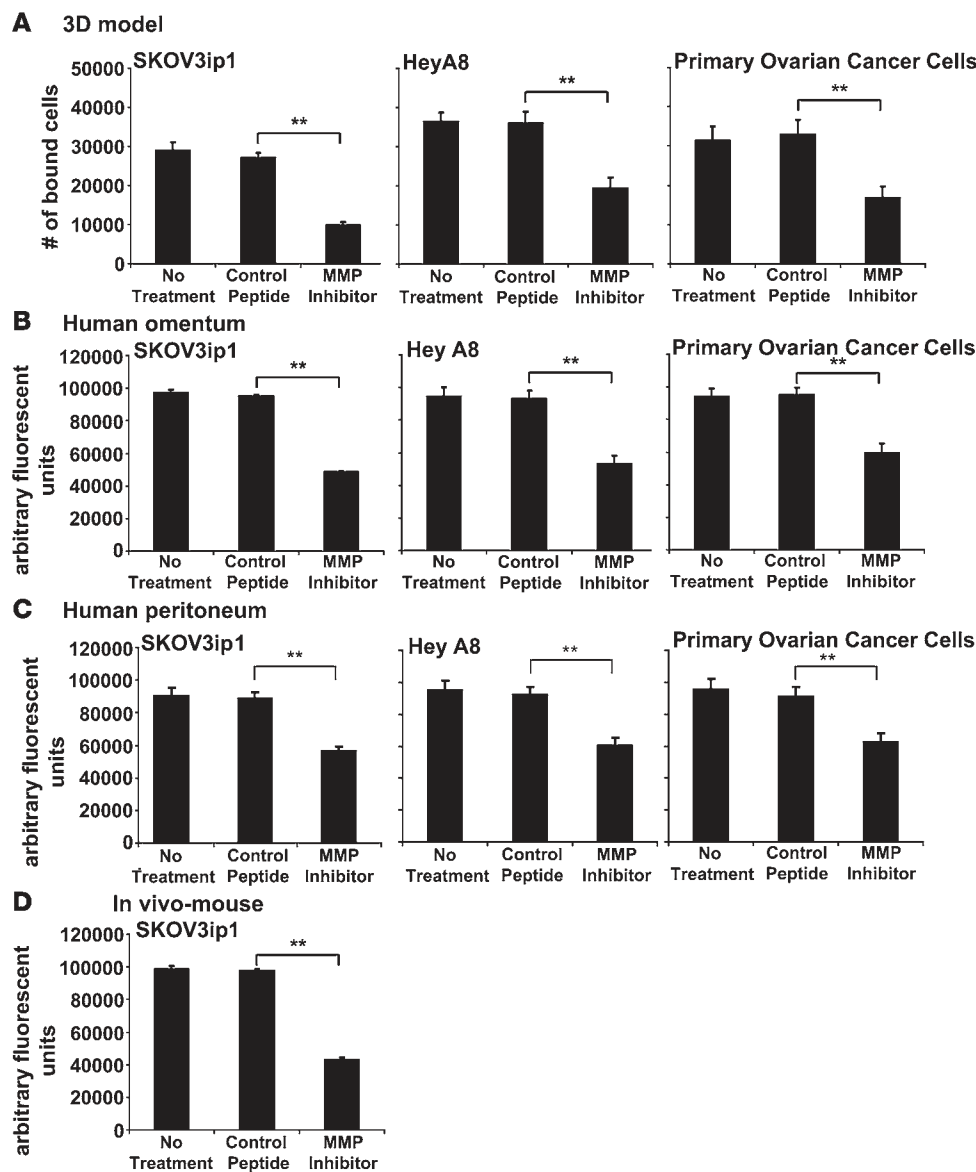 A 3D model
SKOV3ip1
HeyA8
Primary Ovarian Cancer Cells
# of bound cells
50000
40000
30000
20000
10000
0
**
**
**
No Treatment
Control Peptide
MMP Inhibitor
No Treatment
Control Peptide
MMP Inhibitor
No Treatment
Control Peptide
MMP Inhibitor
B Human omentum
SKOV3ip1
Hey A8
Primary Ovarian Cancer Cells
arbitrary fluorescent units
120000
100000
80000
60000
40000
20000
0
**
**
**
No Treatment
Control Peptide
MMP Inhibitor
No Treatment
Control Peptide
MMP Inhibitor
No Treatment
Control Peptide
MMP Inhibitor
C Human peritoneum
SKOV3ip1
Hey A8
Primary Ovarian Cancer Cells
arbitrary fluorescent units
120000
100000
80000
60000
40000
20000
0
**
**
**
No Treatment
Control Peptide
MMP Inhibitor
No Treatment
Control Peptide
MMP Inhibitor
No Treatment
Control Peptide
MMP Inhibitor
D In vivo-mouse
SKOV3ip1
arbitrary fluorescent units
120000
100000
80000
60000
40000
20000
0
**
No Treatment
Control Peptide
MMP Inhibitor